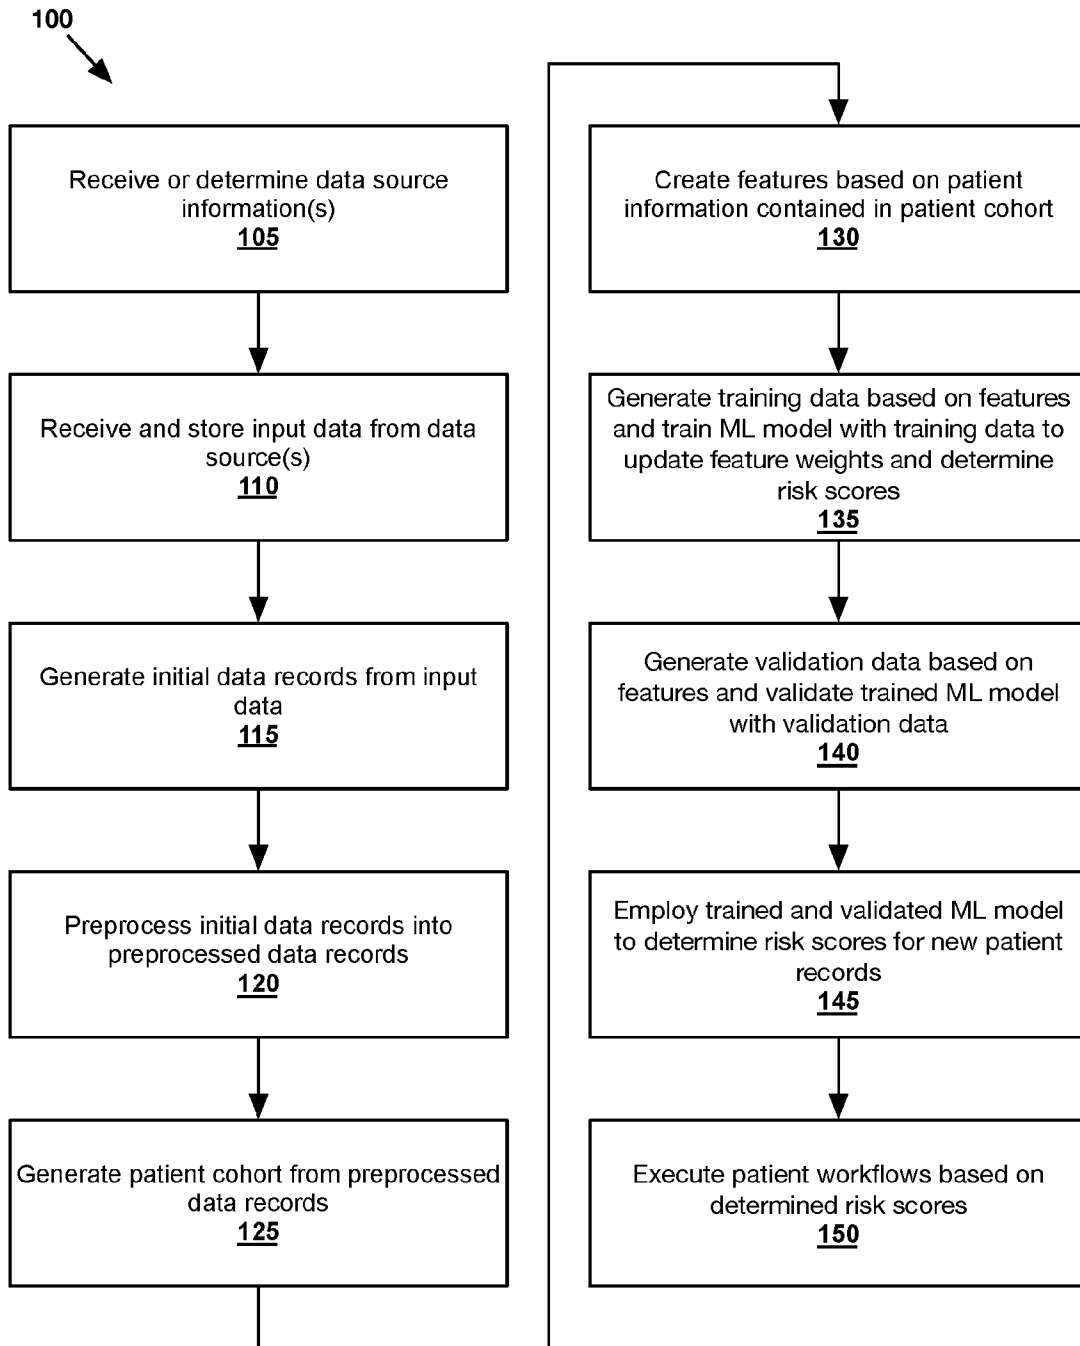 100
Receive or determine data source
information(s)
105
Receive and store input data from data
source(s)
110
Generate initial data records from input
data
115
Preprocess initial data records into
preprocessed data records
120
Generate patient cohort from preprocessed
data records
125
Create features based on patient
information contained in patient cohort
130
Generate training data based on features
and train ML model with training data to
update feature weights and determine
risk scores
135
Generate validation data based on
features and validate trained ML model
with validation data
140
Employ trained and validated ML model
to determine risk scores for new patient
records
145
Execute patient workflows based on
determined risk scores
150